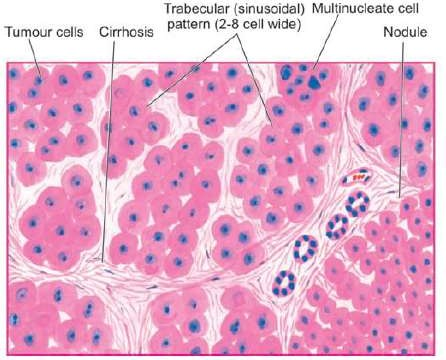 Tumour cells
Cirrhosis
Trabecular (sinusoidal)
pattern (2-8 cell wide)
Multinucleate cell
Nodule